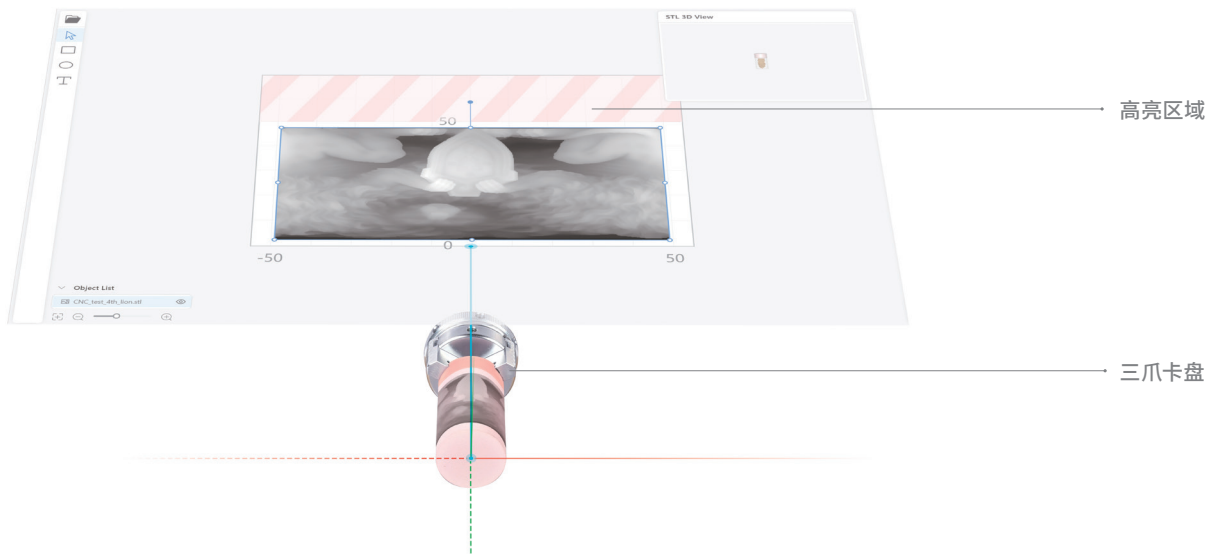 STL 3D View
高亮区域
50
0
-50
50
Object List
CNC_test_4th_lion.stl
三爪卡盘